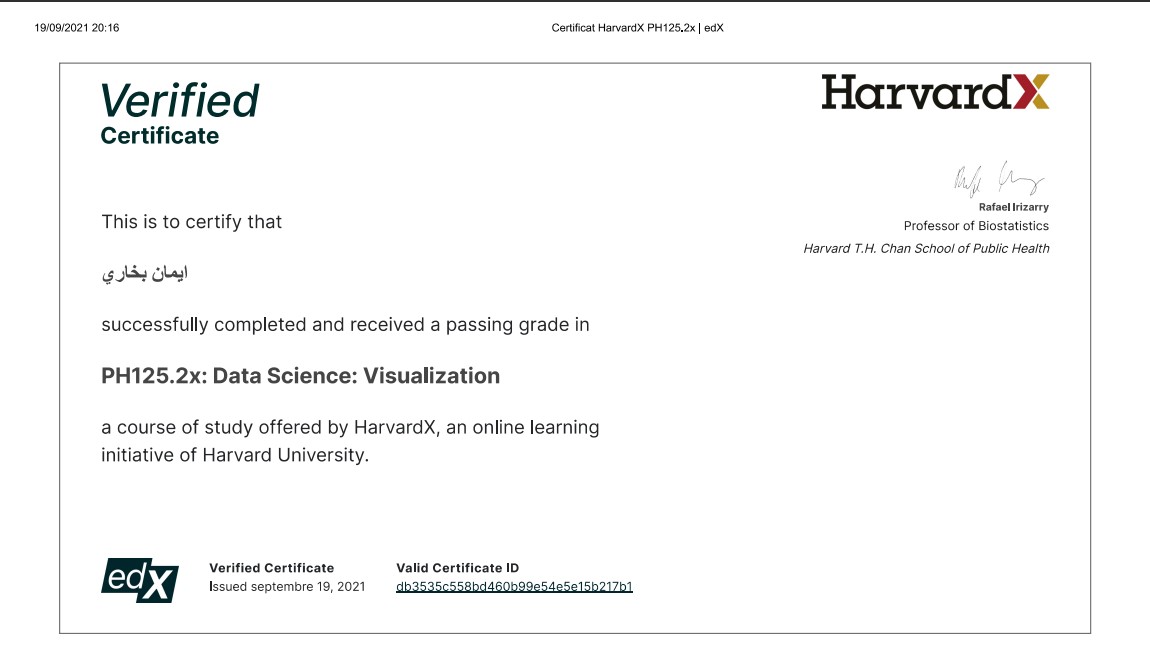 19/09/2021 20:16
Certificat HarvardX PH125.2x | edX
Verified
Certificate
HarvardX
Rafael Irizarry
Professor of Biostatistics
Harvard T.H. Chan School of Public Health
This is to certify that
ايمان بخاري
successfully completed and received a passing grade in
PH125.2x: Data Science: Visualization
a course of study offered by HarvardX, an online learning
initiative of Harvard University.
edX
Verified Certificate
Issued septembre 19, 2021
Valid Certificate ID
db3535c558bd460b99e54e5e15b217b1